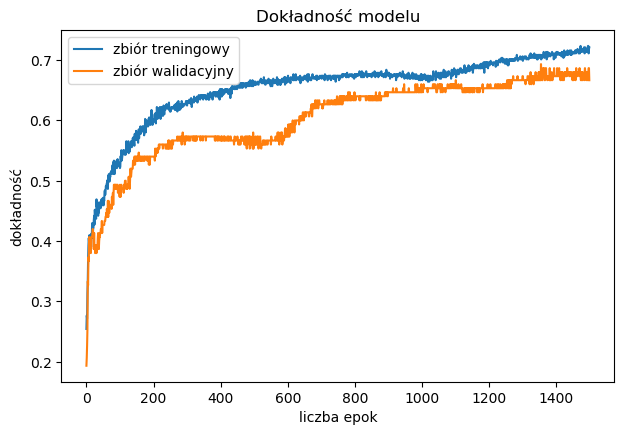 Dokładność modelu
zbiór treningowy
zbiór walidacyjny
dokładność
0.7
0.6
0.5
0.4
0.3
0.2
0 200 400 600 800 1000 1200 1400
liczba epok